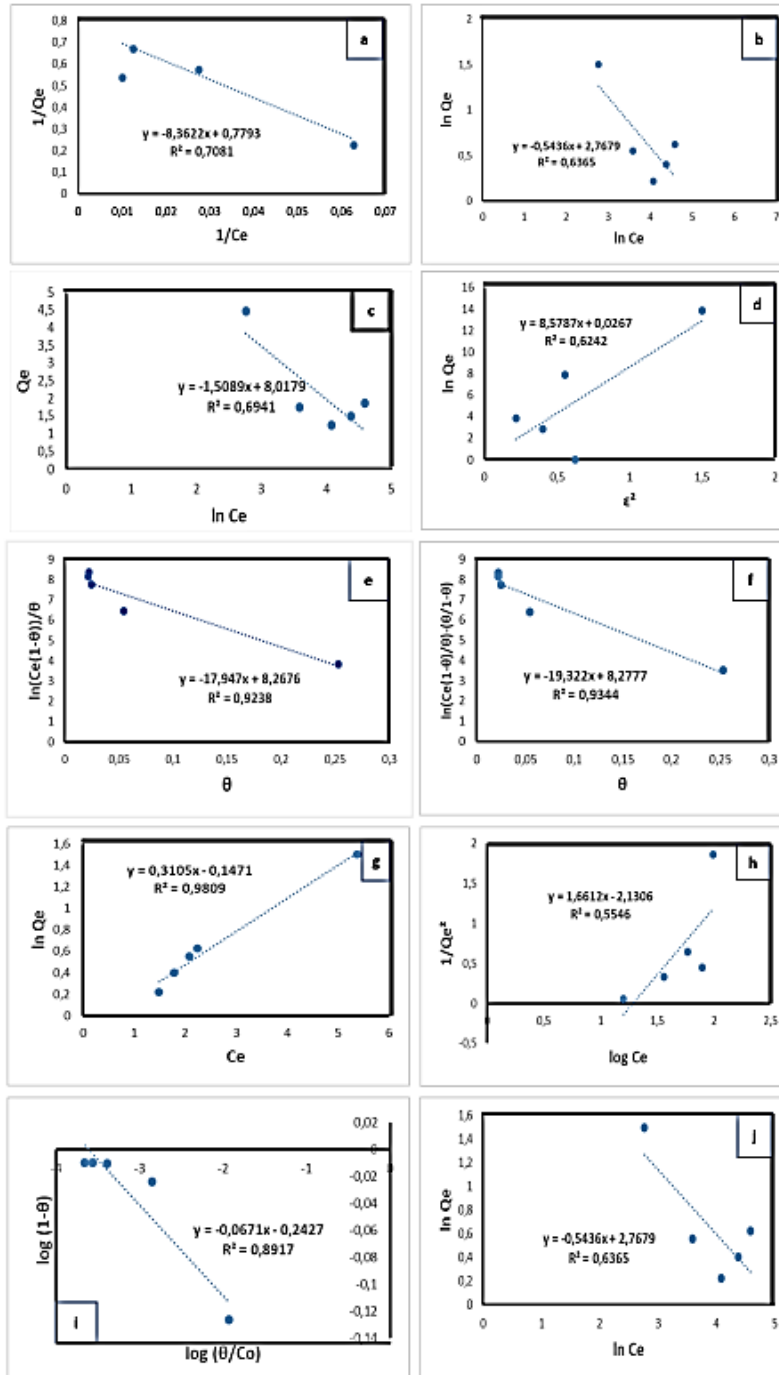 a
0,8
0,7
0,6
0,5
0,4
0,3
0,2
0,1
0
1/Qe
y = -8,3622x + 0,7793
R² = 0,7081
0 0,01 0,02 0,03 0,04 0,05 0,06 0,07
1/Ce
b
2
1,5
1
0,5
0
ln Qe
y = -0,5436x + 2,7679
R² = 0,6365
0 1 2 3 4 5 6 7
ln Ce
c
5
4,5
4
3,5
3
2,5
2
1,5
1
0,5
0
Qe
y = -1,5089x + 8,0179
R² = 0,6941
0 1 2 3 4 5
ln Ce
d
16
14
12
10
8
6
4
2
0
ln Qe
y = 8,5787x + 0,0267
R² = 0,6242
0 0,5 1 1,5 2
ε²
e
9
8
7
6
5
4
3
2
1
0
ln(Ce(1-θ))/θ
y = -17,947x + 8,2676
R² = 0,9238
0 0,05 0,1 0,15 0,2 0,25 0,3
θ
f
9
8
7
6
5
4
3
2
1
0
ln(Ce(1-θ)/θ)-(θ/1-θ)
y = -19,322x + 8,2777
R² = 0,9344
0 0,05 0,1 0,15 0,2 0,25 0,3
θ
g
1,6
1,4
1,2
1
0,8
0,6
0,4
0,2
0
ln Qe
y = 0,3105x - 0,1471
R² = 0,9809
0 1 2 3 4 5 6
Ce
h
2
1,5
1
0,5
0
-0,5
1/Qe²
y = 1,6612x - 2,1306
R² = 0,5546
0,5 1 1,5 2 2,5
log Ce
i
0,02
0
-0,02
-0,04
-0,06
-0,08
-0,1
-0,12
-0,14
log (1-θ)
-4 -3 -2 -1 0
y = -0,0671x - 0,2427
R² = 0,8917
log (θ/Co)
j
1,6
1,4
1,2
1
0,8
0,6
0,4
0,2
0
ln Qe
y = -0,5436x + 2,7679
R² = 0,6365
0 1 2 3 4 5
ln Ce